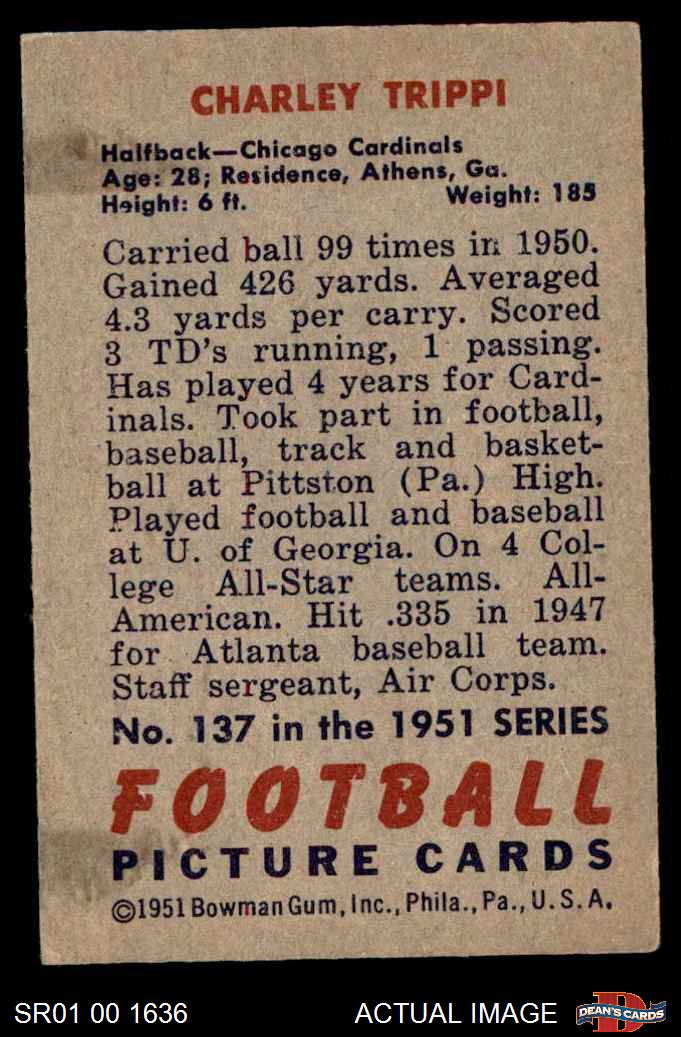 CHARLEY TRIPPI
Halfback—Chicago Cardinals
Age: 28; Residence, Athens, Ga.
Height: 6 ft. Weight: 185
Carried ball 99 times in 1950.
Gained 426 yards. Averaged
4.3 yards per carry. Scored
3 TD's running, 1 passing.
Has played 4 years for Card-
inals. Took part in football,
baseball, track and basket-
ball at Pittston (Pa.) High.
Played football and baseball
at U. of Georgia. On 4 Col-
lege All-Star teams. All-
American. Hit .335 in 1947
for Atlanta baseball team.
Staff sergeant, Air Corps.
No. 137 in the 1951 SERIES
FOOTBALL
PICTURE CARDS
©1951 Bowman Gum, Inc., Phila., Pa., U. S. A.
SR01 00 1636 ACTUAL IMAGE D DEAN'S CARDS